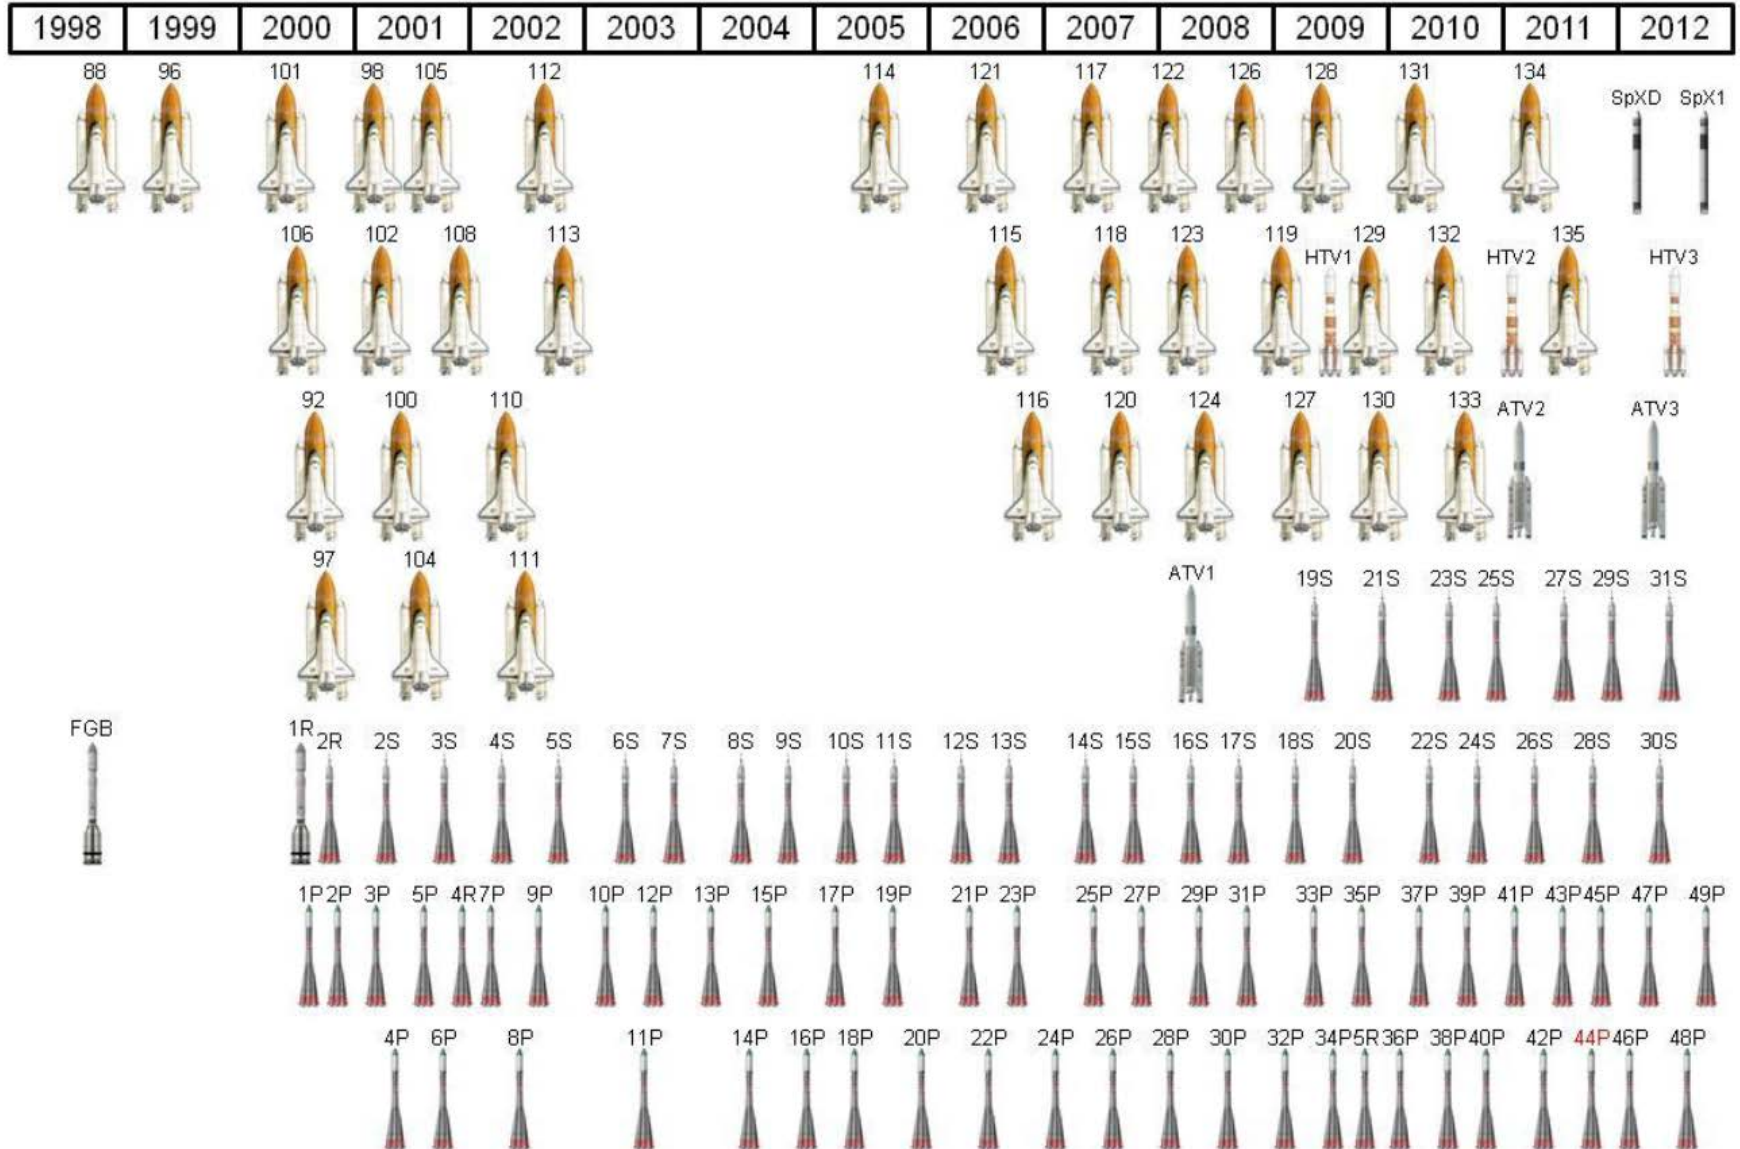 1998 1999 2000 2001 2002 2003 2004 2005 2006 2007 2008 2009 2010 2011 2012
88 96 101 98 105 112 114 121 117 122 126 128 131 134
SpXD SpX1
106 102 108 113 115 118 123 119 129 132 135
HTV1 HTV2 HTV3
92 100 110 116 120 124 127 130 133 ATV2 ATV3
97 104 111
ATV1 19S 21S 23S 25S 27S 29S 31S
FGB 1R 2R 2S 3S 4S 5S 6S 7S 8S 9S 10S 11S 12S 13S 14S 15S 16S 17S 18S 20S 22S 24S 26S 28S 30S
1P 2P 3P 5P 4R 7P 9P 10P 12P 13P 15P 17P 19P 21P 23P 25P 27P 29P 31P 33P 35P 37P 39P 41P 43P 45P 47P 49P
4P 6P 8P 11P 14P 16P 18P 20P 22P 24P 26P 28P 30P 32P 34P 5R 36P 38P 40P 42P 44P 46P 48P